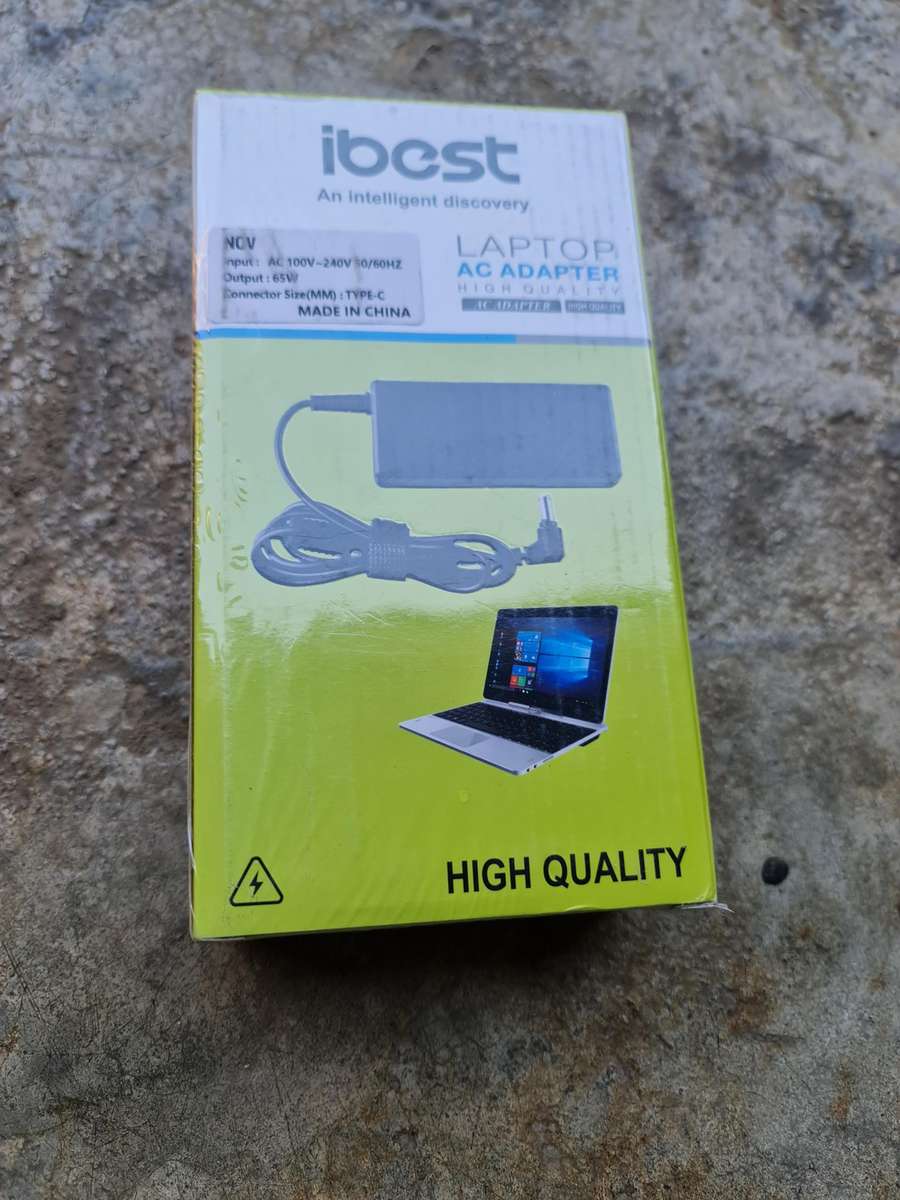 ibest
An intelligent discovery
NOV
Input : AC 100V~240V 50/60HZ
Output : 65W
Connector Size(MM) : TYPE-C
MADE IN CHINA
LAPTOP
AC ADAPTER
HIGH QUALITY
AC ADAPTER HIGH QUALITY
HIGH QUALITY